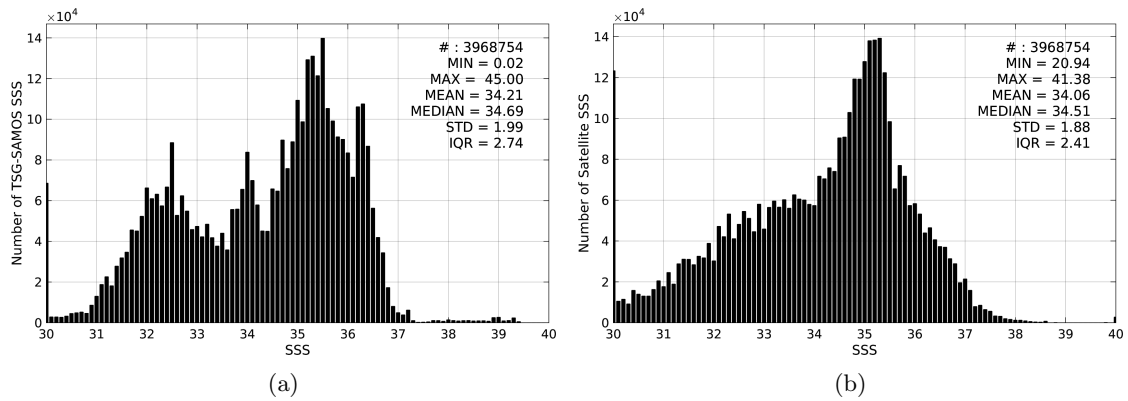 ×10⁴
14
12
10
8
6
4
2
0
Number of TSG-SAMOS SSS
# : 3968754
MIN = 0.02
MAX = 45.00
MEAN = 34.21
MEDIAN = 34.69
STD = 1.99
IQR = 2.74
30 31 32 33 34 35 36 37 38 39 40
SSS
(a)
×10⁴
14
12
10
8
6
4
2
0
Number of Satellite SSS
# : 3968754
MIN = 20.94
MAX = 41.38
MEAN = 34.06
MEDIAN = 34.51
STD = 1.88
IQR = 2.41
30 31 32 33 34 35 36 37 38 39 40
SSS
(b)